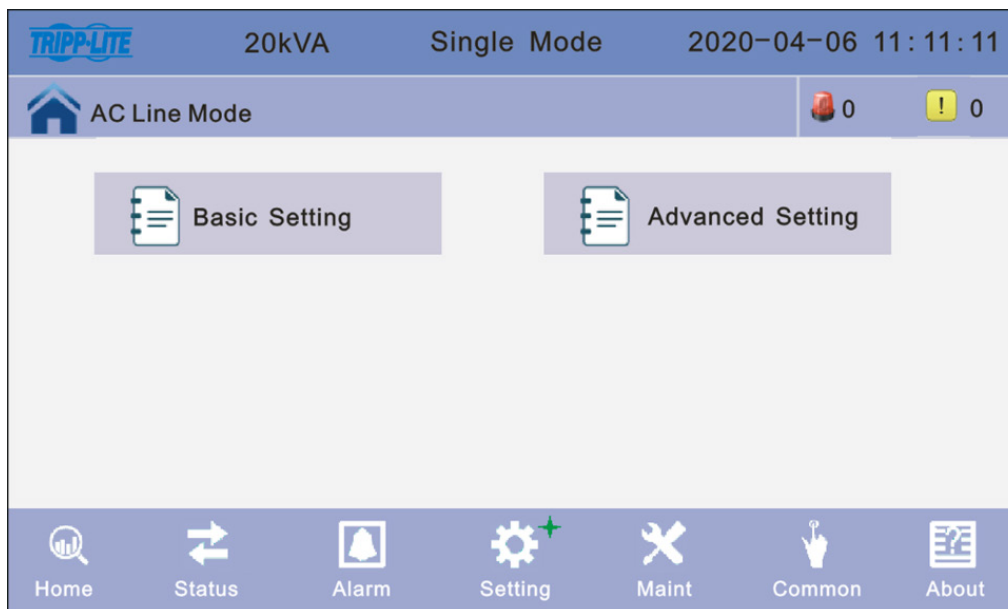 TRIPP·LITE 20kVA Single Mode 2020-04-06 11:11:11
AC Line Mode 0 ! 0
Basic Setting Advanced Setting
Home Status Alarm Setting Maint Common About